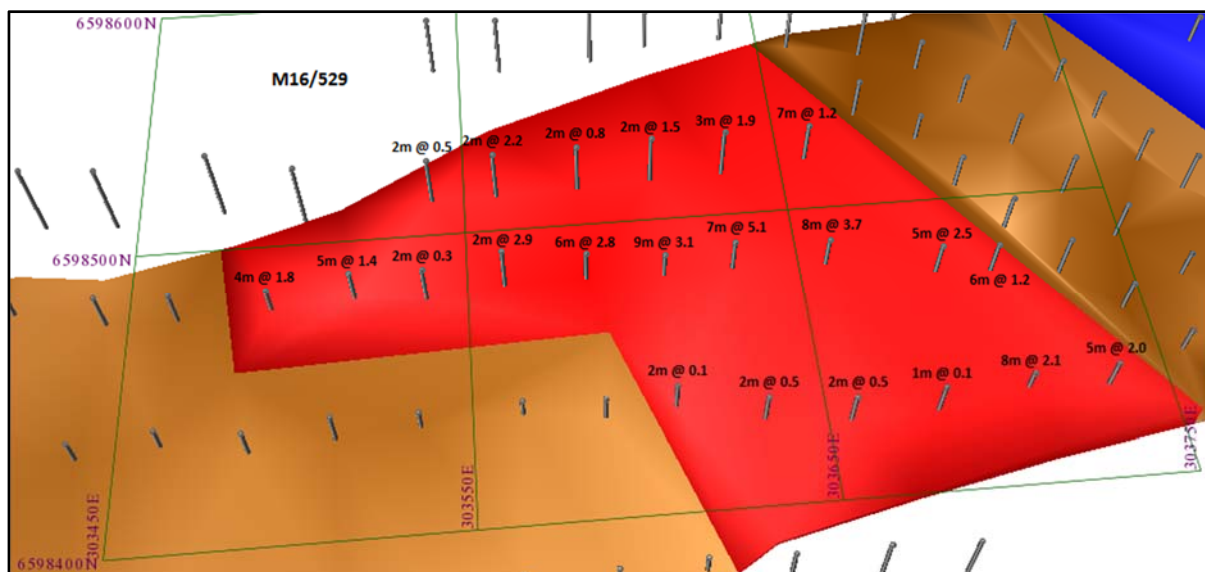 6598600N
M16/529
2m @ 0.5
2m @ 2.2
2m @ 0.8
2m @ 1.5
3m @ 1.9
7m @ 1.2
6598500N
4m @ 1.8
5m @ 1.4
2m @ 0.3
2m @ 2.9
6m @ 2.8
9m @ 3.1
7m @ 5.1
8m @ 3.7
5m @ 2.5
6m @ 1.2
2m @ 0.1
2m @ 0.5
2m @ 0.5
1m @ 0.1
8m @ 2.1
5m @ 2.0
303450E
303550E
303650E
303750E
6598400N